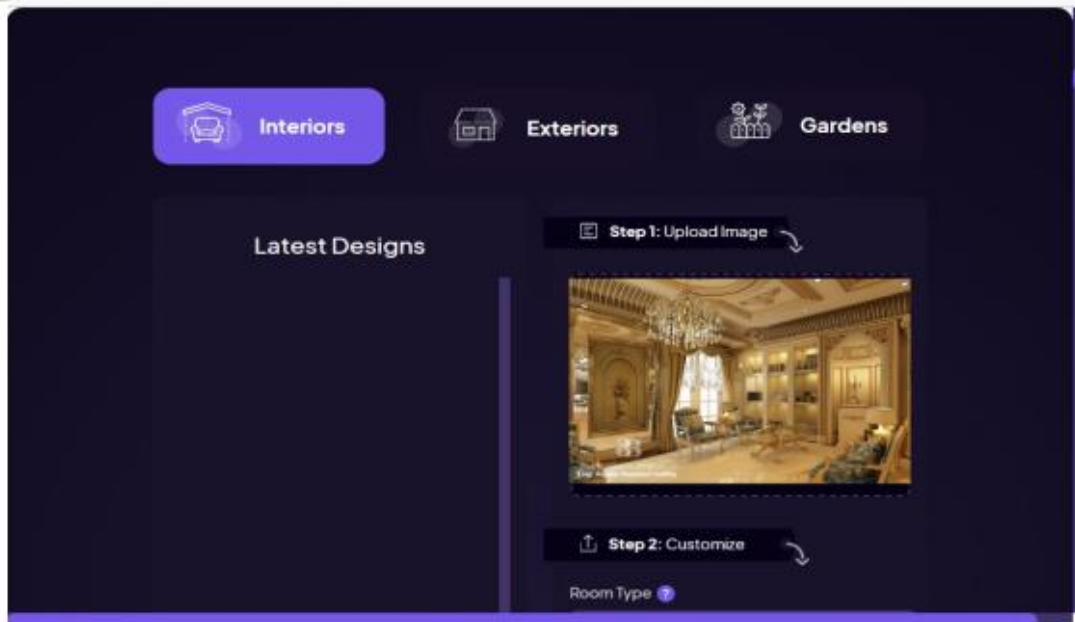 Interiors
Exteriors
Gardens
Latest Designs
Step 1: Upload Image
Step 2: Customize
Room Type ?